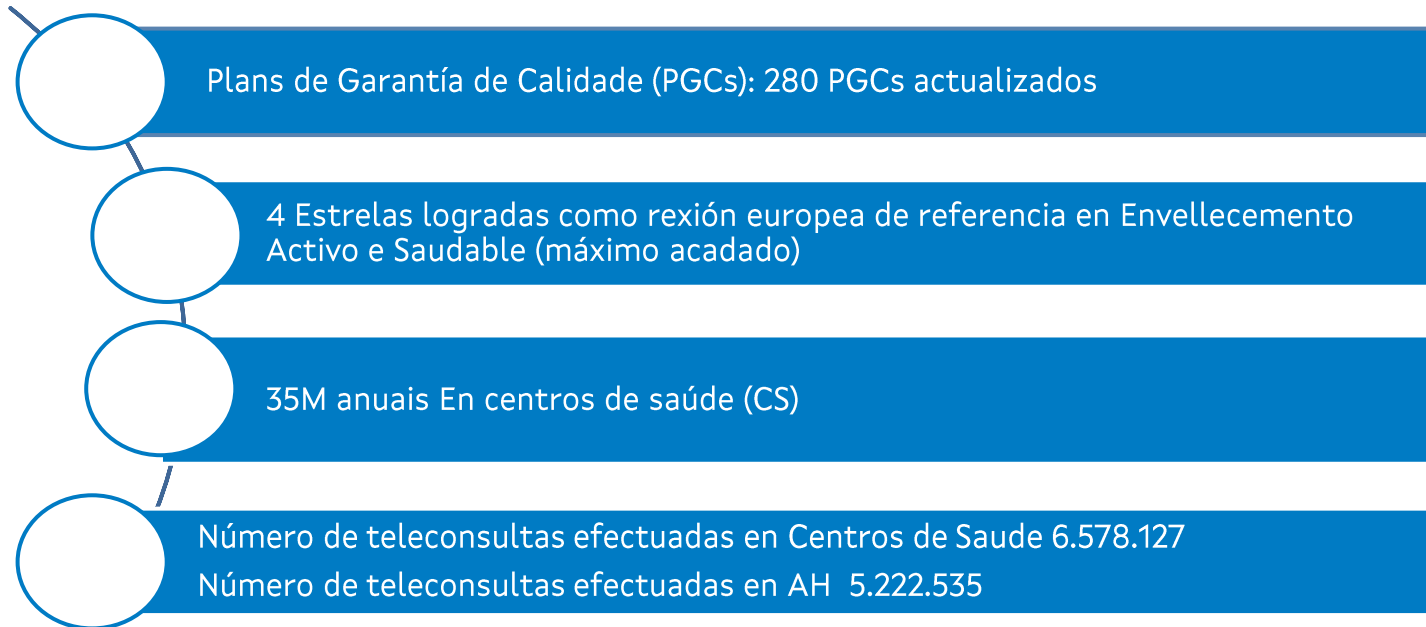 Plans de Garantía de Calidade (PGCs): 280 PGCs actualizados
4 Estrelas logradas como rexión europea de referencia en Envellecemento
Activo e Saudable (máximo acadado)
35M anuais En centros de saúde (CS)
Número de teleconsultas efectuadas en Centros de Saude 6.578.127
Número de teleconsultas efectuadas en AH 5.222.535